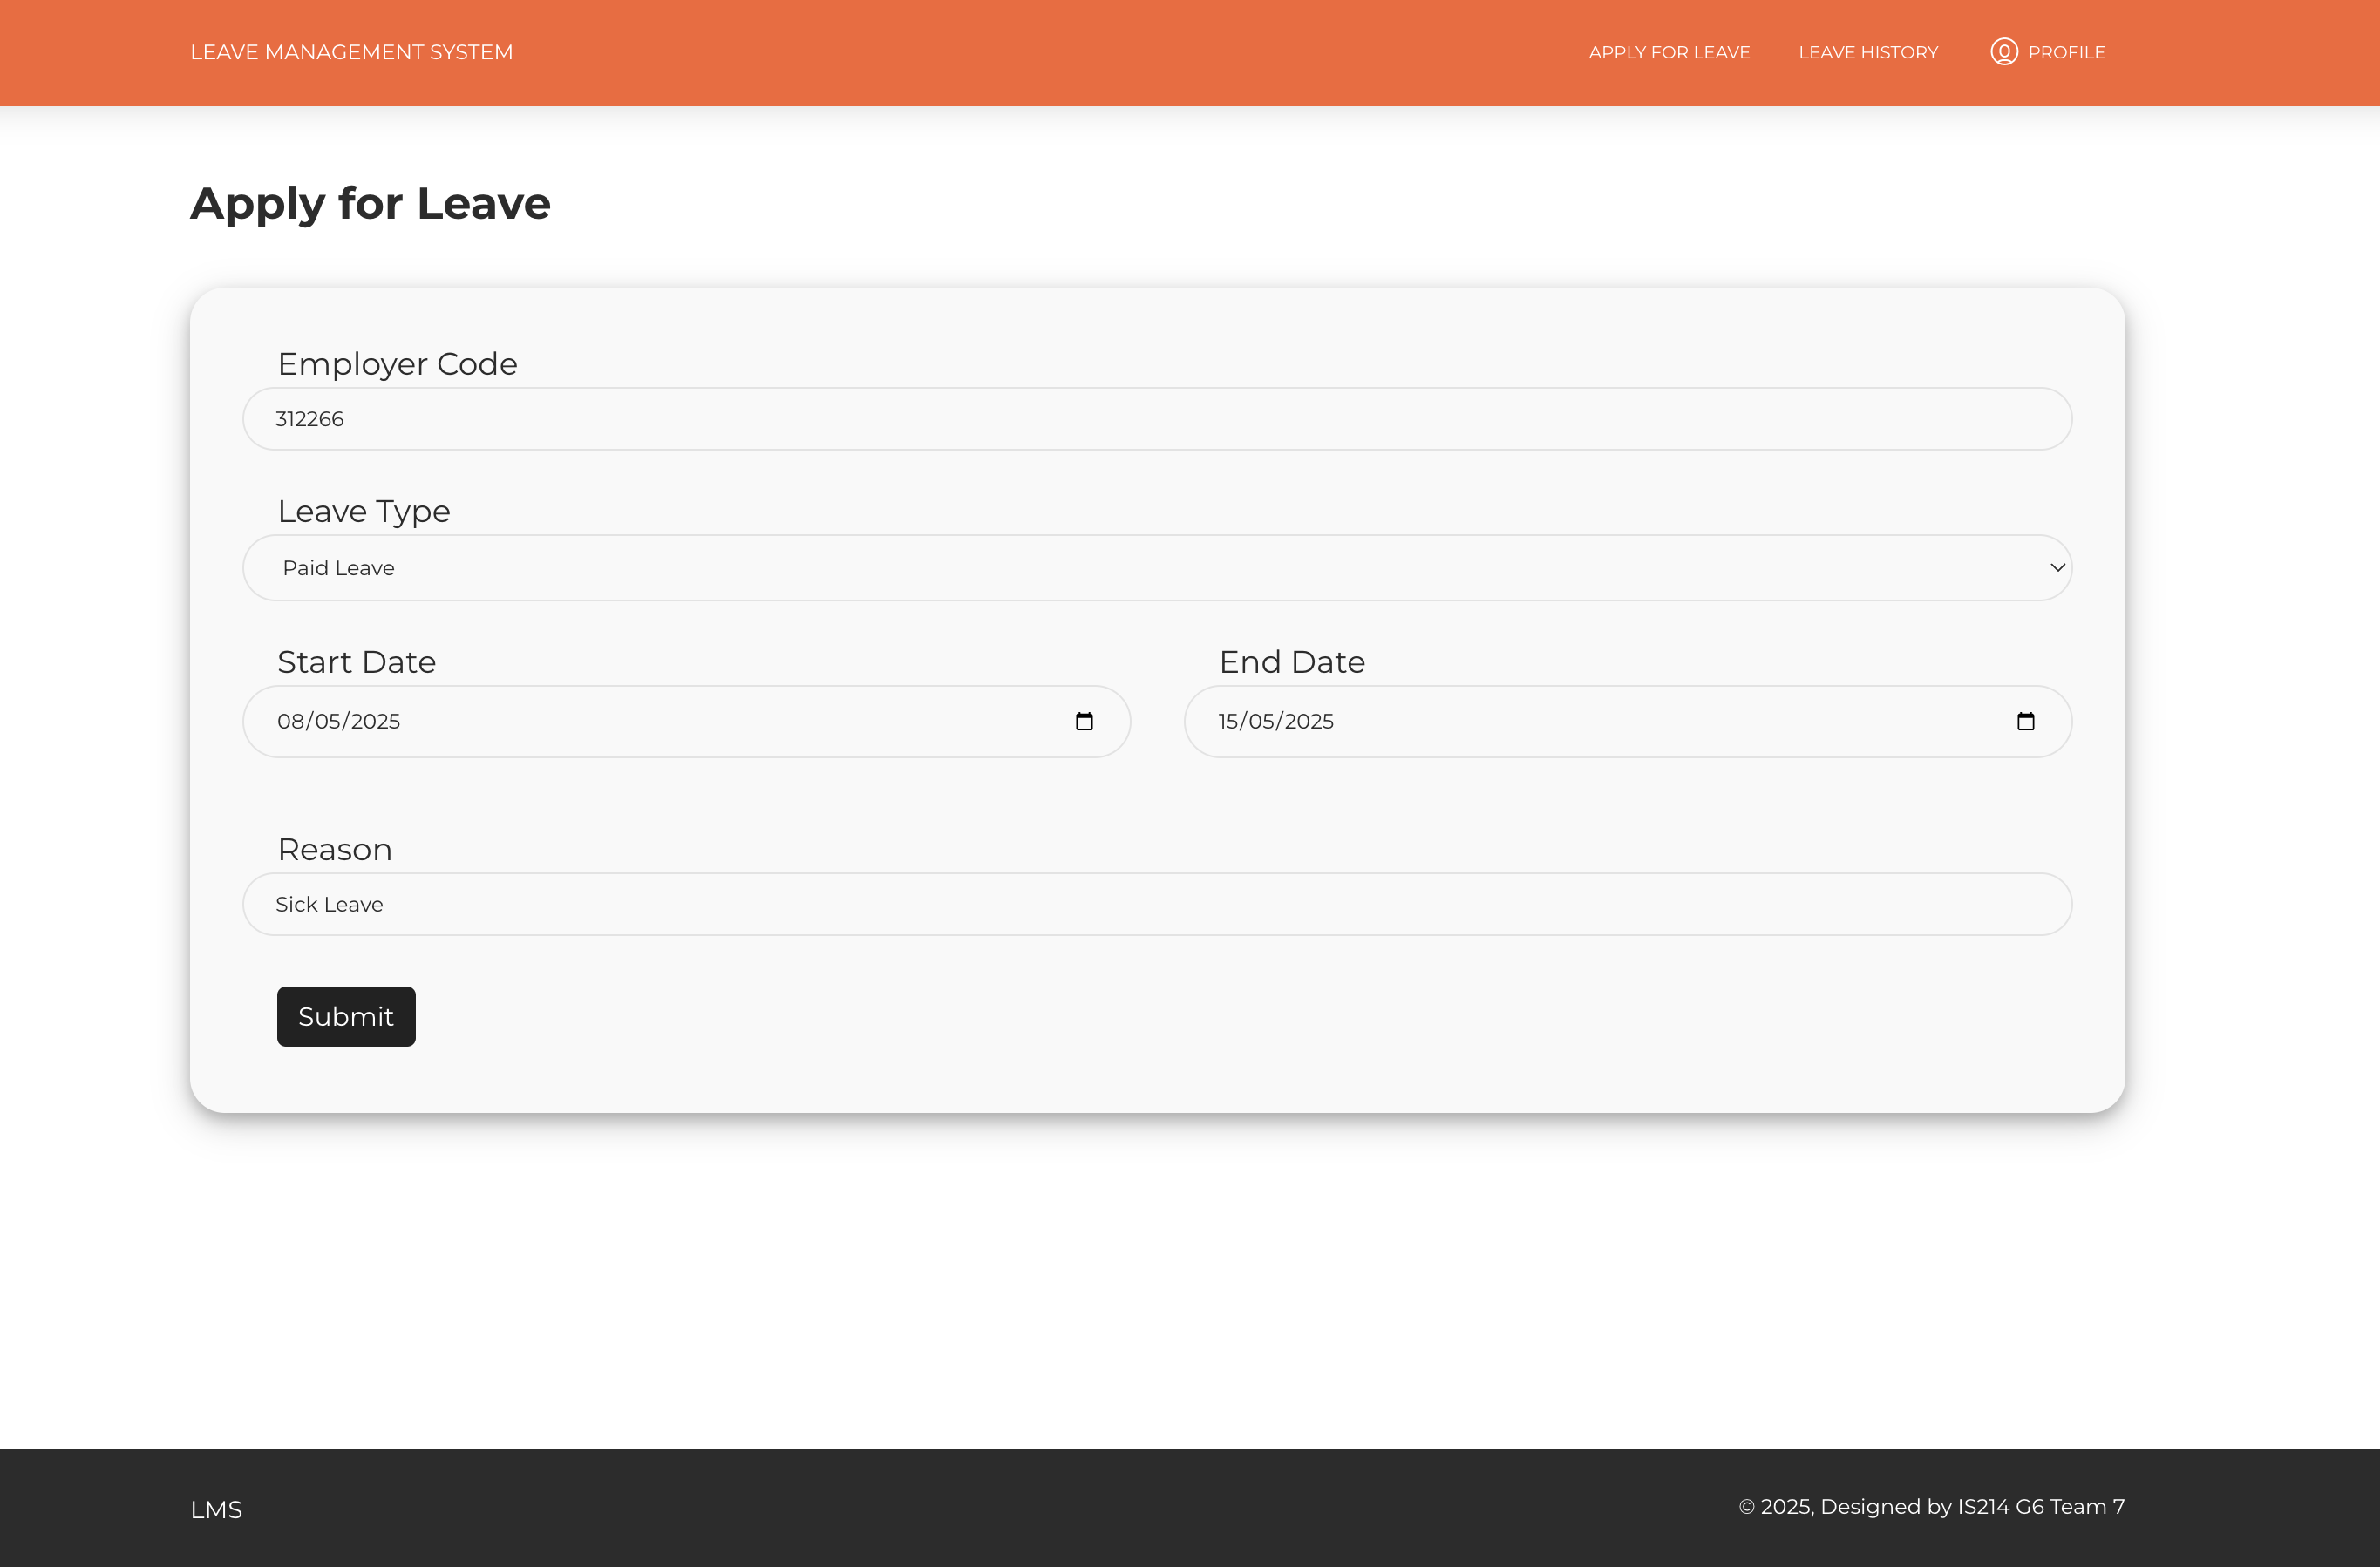 LEAVE MANAGEMENT SYSTEM
APPLY FOR LEAVE
LEAVE HISTORY
PROFILE
Apply for Leave
Employer Code
312266
Leave Type
Paid Leave
Start Date
End Date
08/05/2025
15/05/2025
Reason
Sick Leave
Submit
LMS
© 2025, Designed by IS214 G6 Team 7